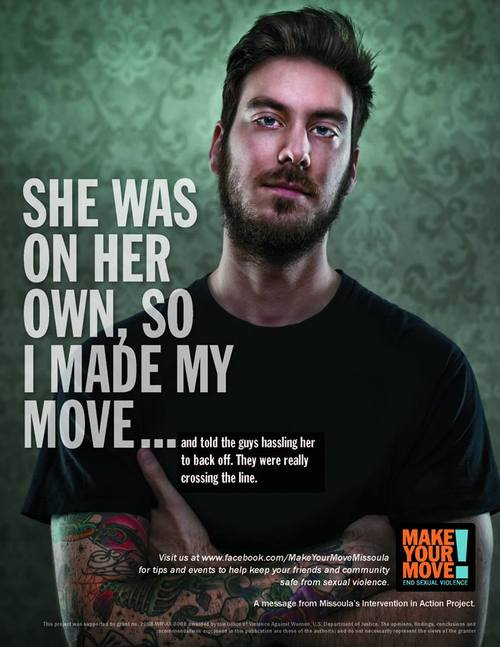 SHE WAS
ON HER
OWN, SO
I MADE MY
MOVE...
and told the guys hassling her
to back off. They were really
crossing the line.
Visit us at www.facebook.com/MakeYourMoveMissoula
for tips and events to help keep your friends and community
safe from sexual violence.
MAKE
YOUR
MOVE!
END SEXUAL VIOLENCE
A message from Missoula's Intervention in Action Project.
This project was supported by grant no. awarded by the Office of Violence Against Women, U.S. Department of Justice. The opinions, findings, conclusions, and
recommendations expressed in this publication are those of the author(s) and do not necessarily represent the views of the grantor